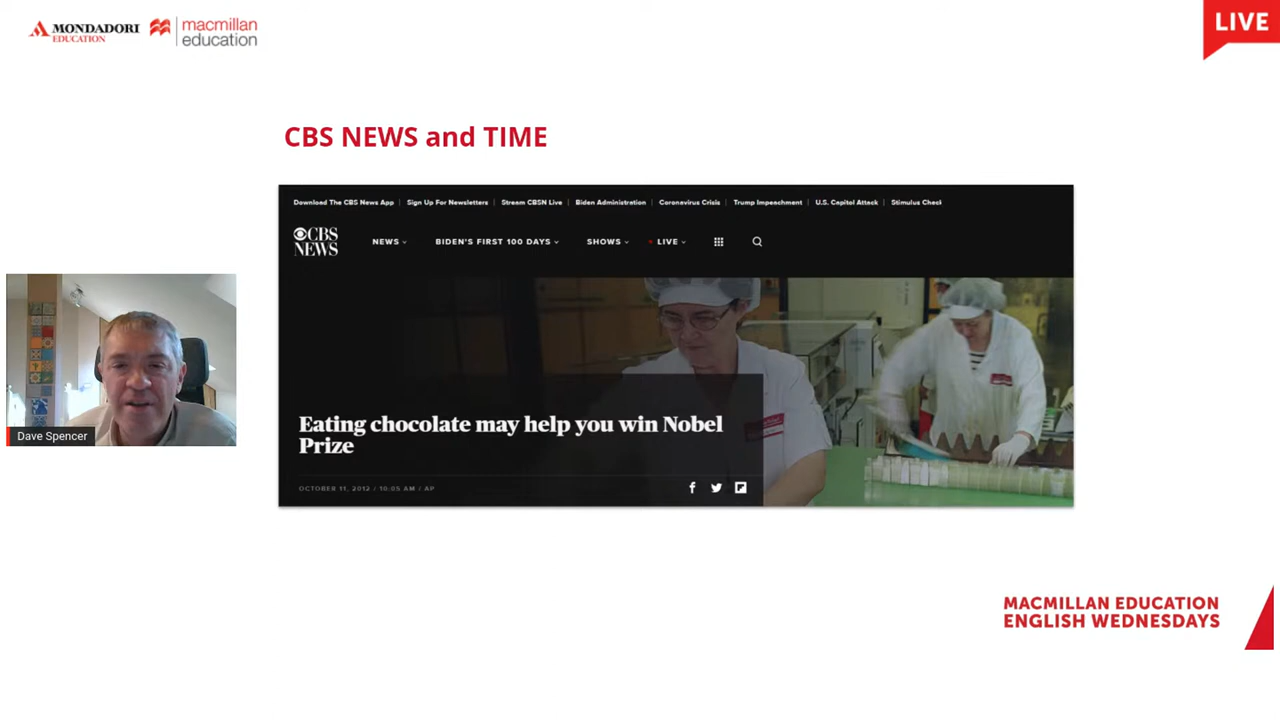 MONDADORI
EDUCATION
macmillan
education
LIVE
CBS NEWS and TIME
Download The CBS News App | Sign Up For Newsletters | Stream CBSN Live | Biden Administration | Coronavirus Crisis | Trump Impeachment | U.S. Capitol Attack | Stimulus Check
CBS
NEWS
NEWS BIDEN'S FIRST 100 DAYS SHOWS LIVE
Eating chocolate may help you win Nobel
Prize
OCTOBER 11, 2012 / 10:05 AM / AP
Dave Spencer
MACMILLAN EDUCATION
ENGLISH WEDNESDAYS